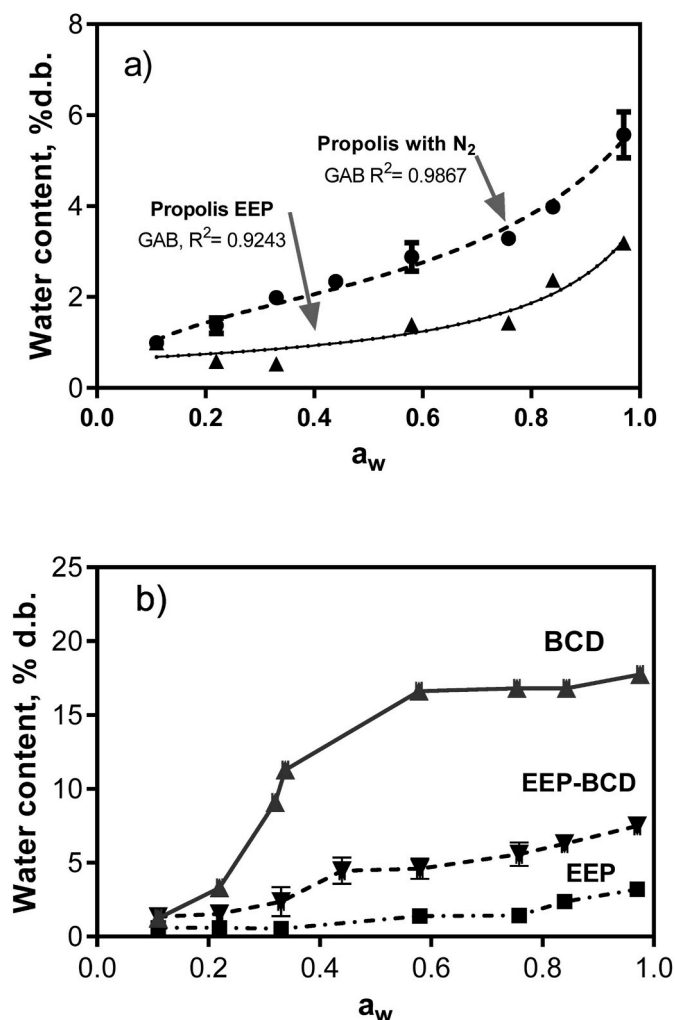 a)
Water content, %d.b.
8
6
4
2
0
Propolis with N₂
GAB R²= 0.9867
Propolis EEP
GAB, R²= 0.9243
0.0 0.2 0.4 0.6 0.8 1.0
a_w
b)
Water content, % d.b.
25
20
15
10
5
0
BCD
EEP-BCD
EEP
0.0 0.2 0.4 0.6 0.8 1.0
a_w